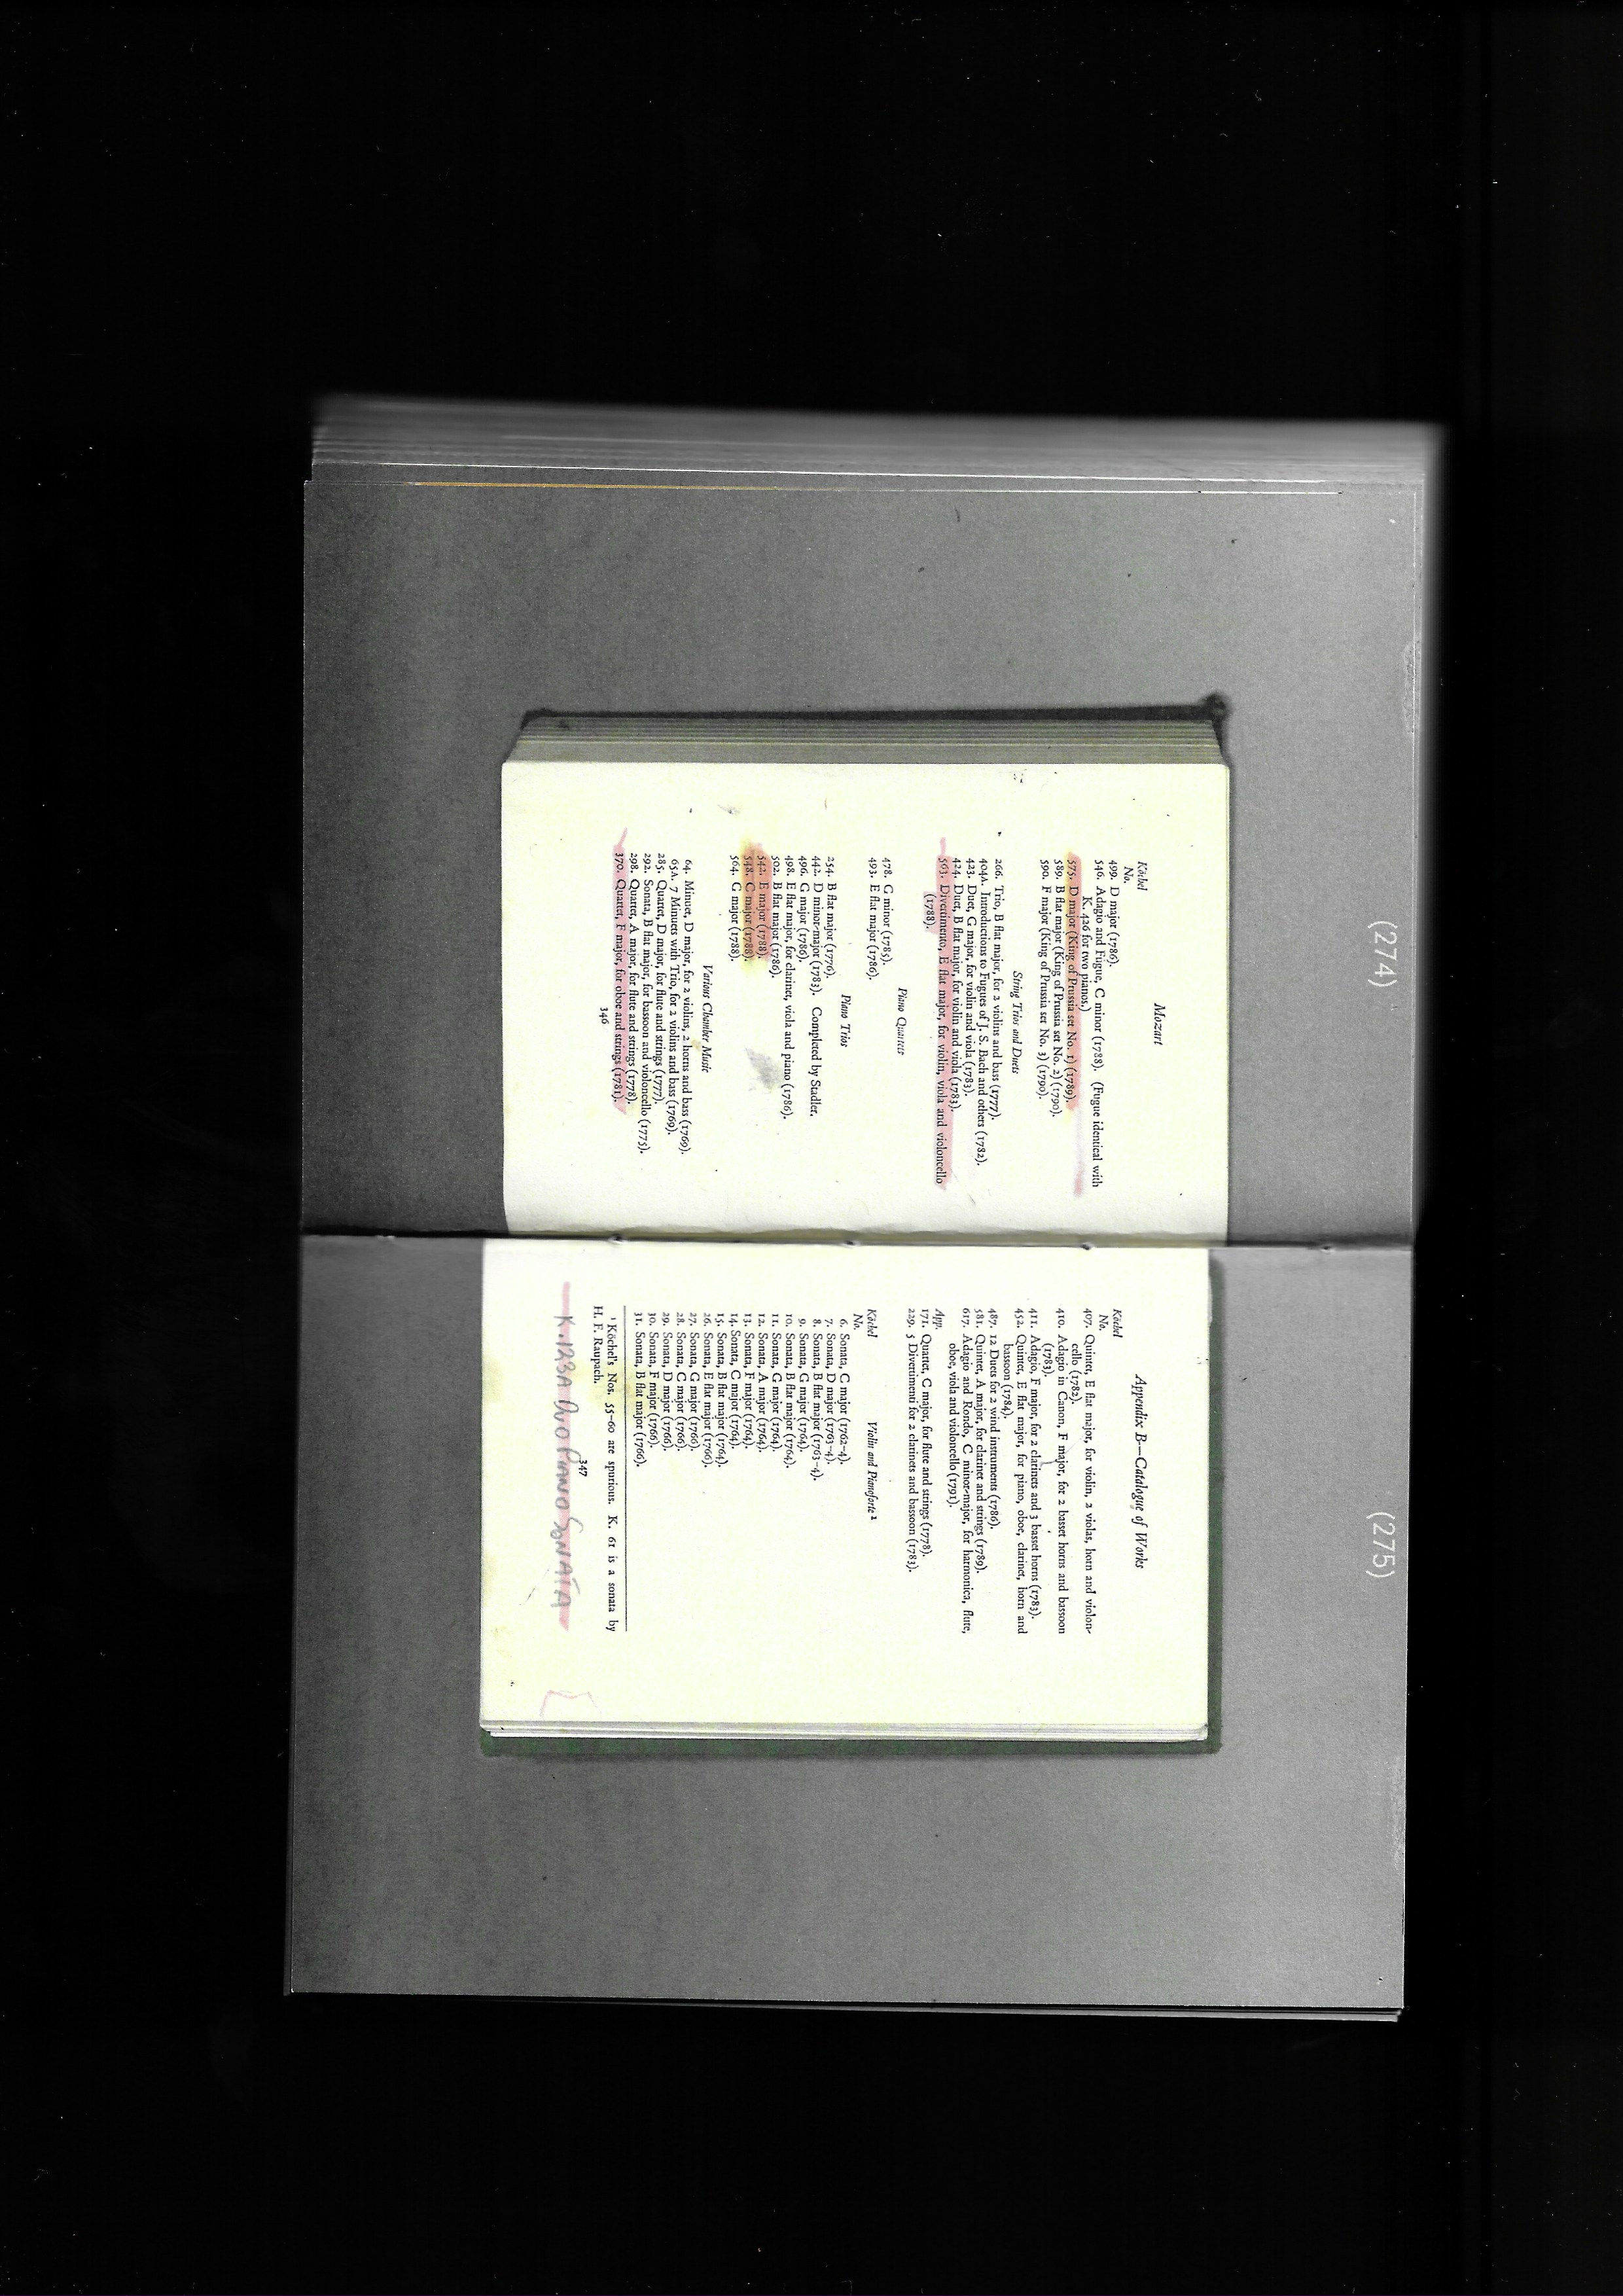 (274)
Mozart
Köchel
No.
499. D major (1786).
546. Adagio and Fugue, C minor (1788). (Fugue identical with
K. 426 for two pianos.)
575. D major (King of Prussia set No. 1) (1789).
589. B flat major (King of Prussia set No. 2) (1790).
590. F major (King of Prussia set No. 3) (1790).
String Trios and Duets
266. Trio, B flat major, for 2 violins and bass (1777).
404A. Introductions to Fugues of J. S. Bach and others (1782).
423. Duet, G major, for violin and viola (1783).
424. Duet, B flat major, for violin and viola (1783).
563. Divertimento, E flat major, for violin, viola and violoncello
(1788).
Piano Quartets
478. G minor (1785).
493. E flat major (1786).
Piano Trios
254. B flat major (1776).
442. D minor-major (1783). Completed by Stadler.
496. G major (1786).
498. E flat major, for clarinet, viola and piano (1786).
502. B flat major (1786).
542. E major (1788).
548. C major (1788).
564. G major (1788).
Various Chamber Music
64. Minuet, D major, for 2 violins, 2 horns and bass (1769).
65A. 7 Minuets with Trio, for 2 violins and bass (1769).
285. Quartet, D major, for flute and strings (1777).
292. Sonata, B flat major, for bassoon and violoncello (1775).
298. Quartet, A major, for flute and strings (1778).
370. Quartet, F major, for oboe and strings (1781).
346
(275)
Appendix B—Catalogue of Works
Köchel
No.
407. Quintet, E flat major, for violin, 2 violas, horn and violon-
cello (1782).
410. Adagio in Canon, F major, for 2 basset horns and bassoon
(1783).
411. Adagio, F major, for 2 clarinets and 3 basset horns (1783).
452. Quintet, E flat major, for piano, oboe, clarinet, horn and
bassoon (1784).
487. 12 Duets for 2 wind instruments (1786).
581. Quintet, A major, for clarinet and strings (1789).
617. Adagio and Rondo, C minor-major, for harmonica, flute,
oboe, viola and violoncello (1791).
App.
171. Quartet, C major, for flute and strings (1778).
229. 5 Divertimenti for 2 clarinets and bassoon (1783).
Köchel Violin and Pianoforte ¹
No.
6. Sonata, C major (1762-4).
7. Sonata, D major (1763-4).
8. Sonata, B flat major (1763-4).
9. Sonata, G major (1764).
10. Sonata, B flat major (1764).
11. Sonata, G major (1764).
12. Sonata, A major (1764).
13. Sonata, F major (1764).
14. Sonata, C major (1764).
15. Sonata, B flat major (1764).
26. Sonata, E flat major (1766).
27. Sonata, G major (1766).
28. Sonata, C major (1766).
29. Sonata, D major (1766).
30. Sonata, F major (1766).
31. Sonata, B flat major (1766).
¹ Köchel's Nos. 55-60 are spurious. K. 61 is a sonata by
H. F. Raupach.
347
K.123A DUO PIANO SONATA